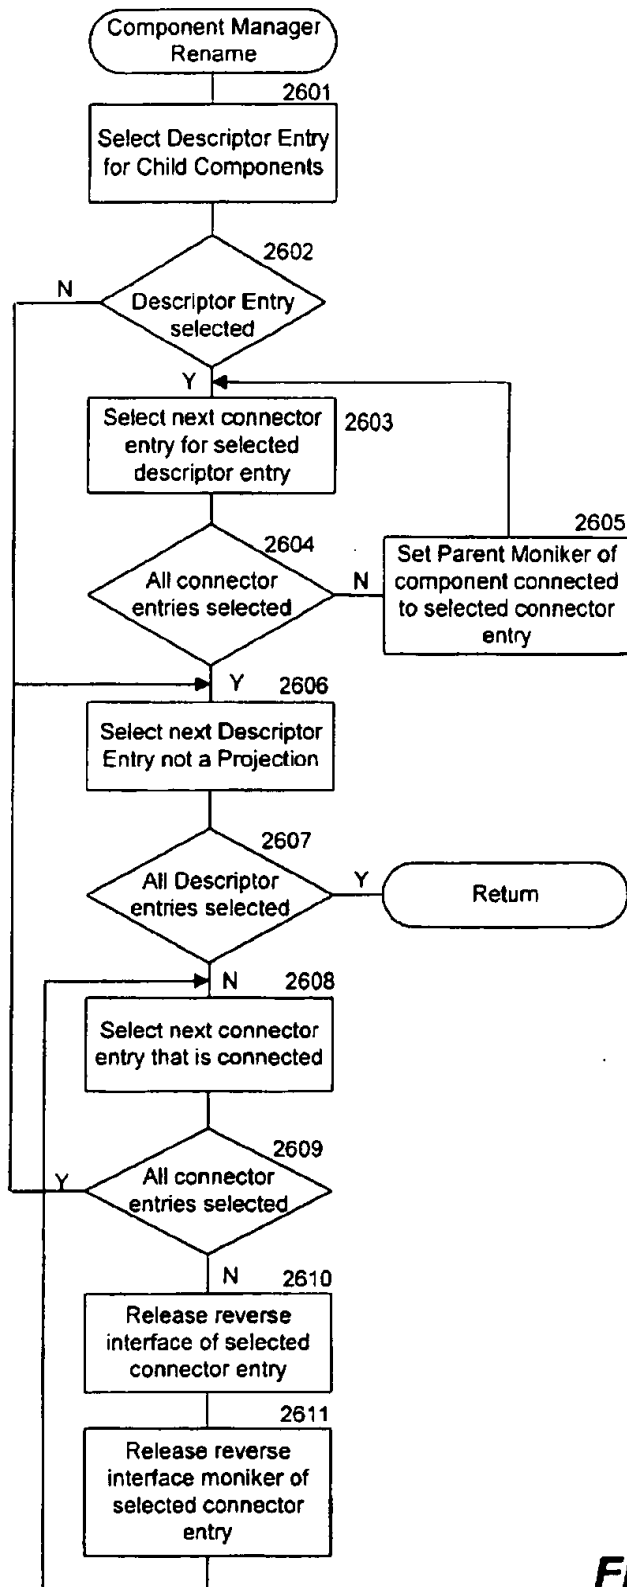 Component Manager
Rename
2601
Select Descriptor Entry
for Child Components
2602
N
Descriptor Entry
selected
Y
Select next connector
entry for selected
descriptor entry
2603
2604
All connector
entries selected
N
2605
Set Parent Moniker of
component connected
to selected connector
entry
Y
2606
Select next Descriptor
Entry not a Projection
2607
All Descriptor
entries selected
Y
Return
N
2608
Select next connector
entry that is connected
2609
All connector
entries selected
Y
N
2610
Release reverse
interface of selected
connector entry
2611
Release reverse
interface moniker of
selected connector
entry